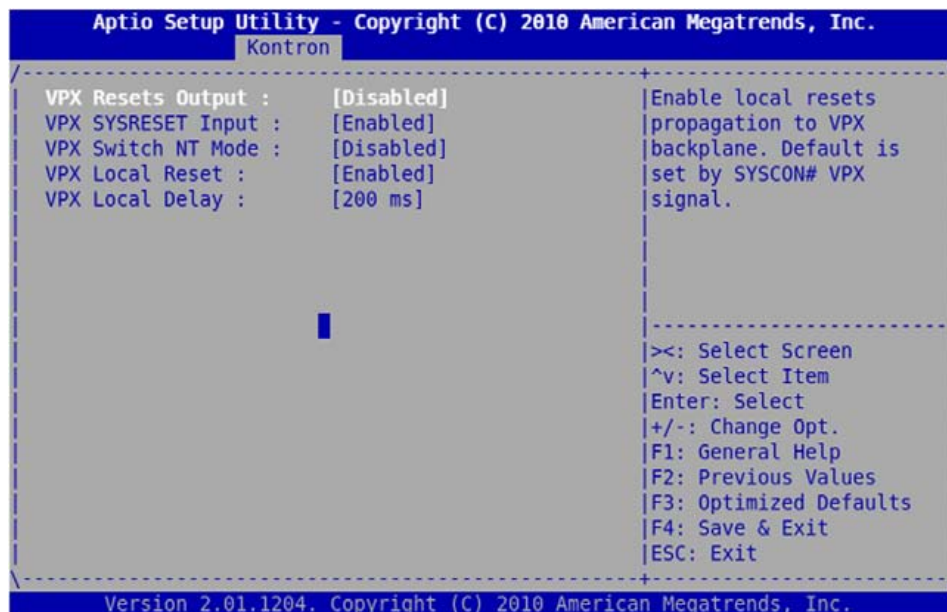 Aptio Setup Utility - Copyright (C) 2010 American Megatrends, Inc.
Kontron
VPX Resets Output : [Disabled]
VPX SYSRESET Input : [Enabled]
VPX Switch NT Mode : [Disabled]
VPX Local Reset : [Enabled]
VPX Local Delay : [200 ms]
Enable local resets
propagation to VPX
backplane. Default is
set by SYSCON# VPX
signal.
><: Select Screen
^v: Select Item
Enter: Select
+/-: Change Opt.
F1: General Help
F2: Previous Values
F3: Optimized Defaults
F4: Save & Exit
ESC: Exit
Version 2.01.1204. Copyright (C) 2010 American Megatrends, Inc.